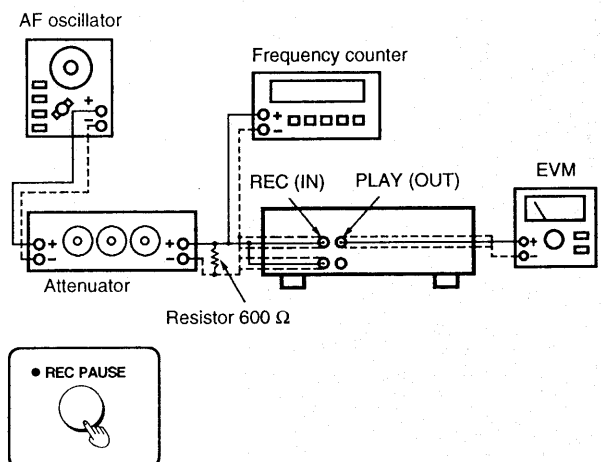 AF oscillator
Frequency counter
+
−
+
−
REC (IN)
PLAY (OUT)
EVM
+
−
+
−
+
−
Attenuator
Resistor 600 Ω
● REC PAUSE